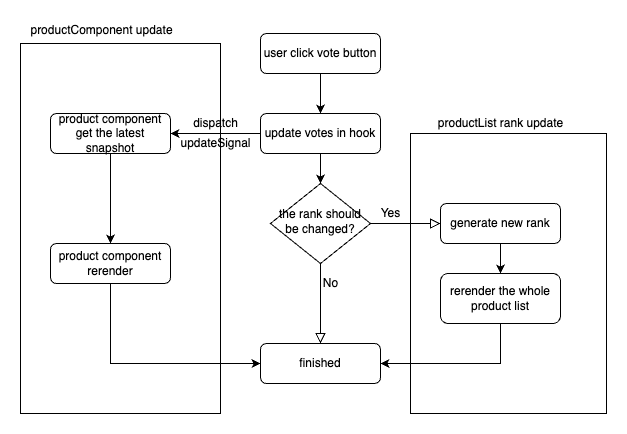 productComponent update
user click vote button
product component
get the latest
snapshot
dispatch
updateSignal
update votes in hook
productList rank update
the rank should
be changed?
Yes
generate new rank
product component
rerender
No
rerender the whole
product list
finished